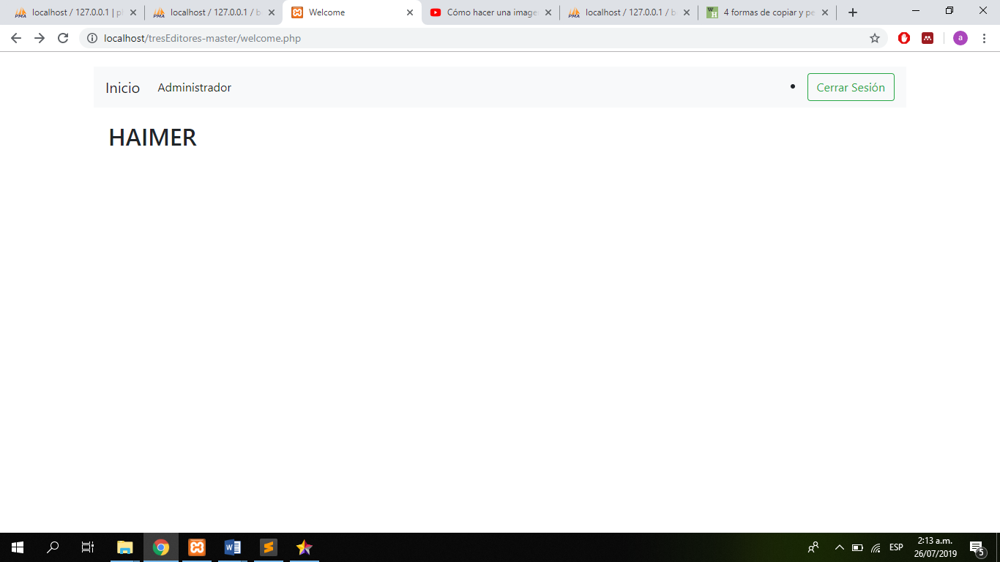 localhost / 127.0.0.1 | p
localhost / 127.0.0.1 / b
Welcome
Cómo hacer una image
localhost / 127.0.0.1 / b
4 formas de copiar y pe
localhost/tresEditores-master/welcome.php
a
Inicio
Administrador
Cerrar Sesión
HAIMER
ESP
2:13 a.m.
26/07/2019
5